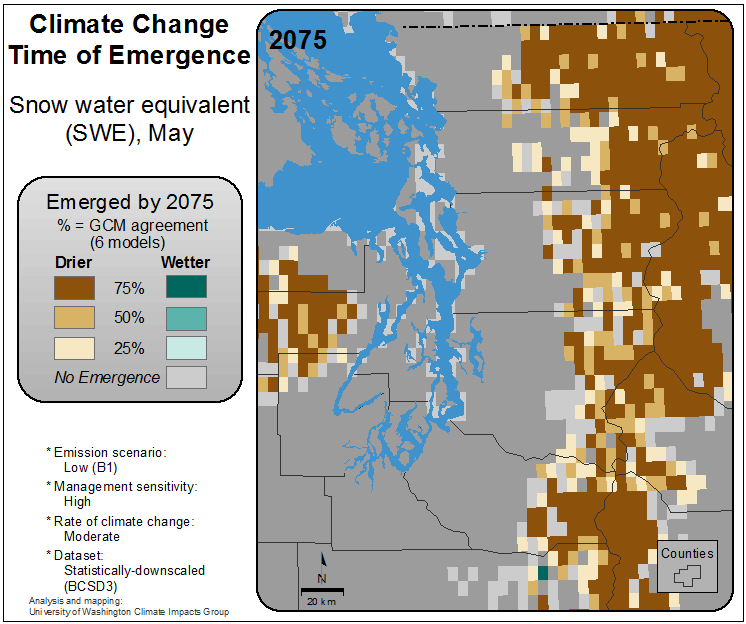 Climate Change
Time of Emergence
Snow water equivalent
(SWE), May
Emerged by 2075
% = GCM agreement
(6 models)
Drier Wetter
75%
50%
25%
No Emergence
* Emission scenario:
Low (B1)
* Management sensitivity:
High
* Rate of climate change:
Moderate
* Dataset:
Statistically-downscaled
(BCSD3)
Analysis and mapping:
University of Washington Climate Impacts Group
2075
N
20 km
Counties